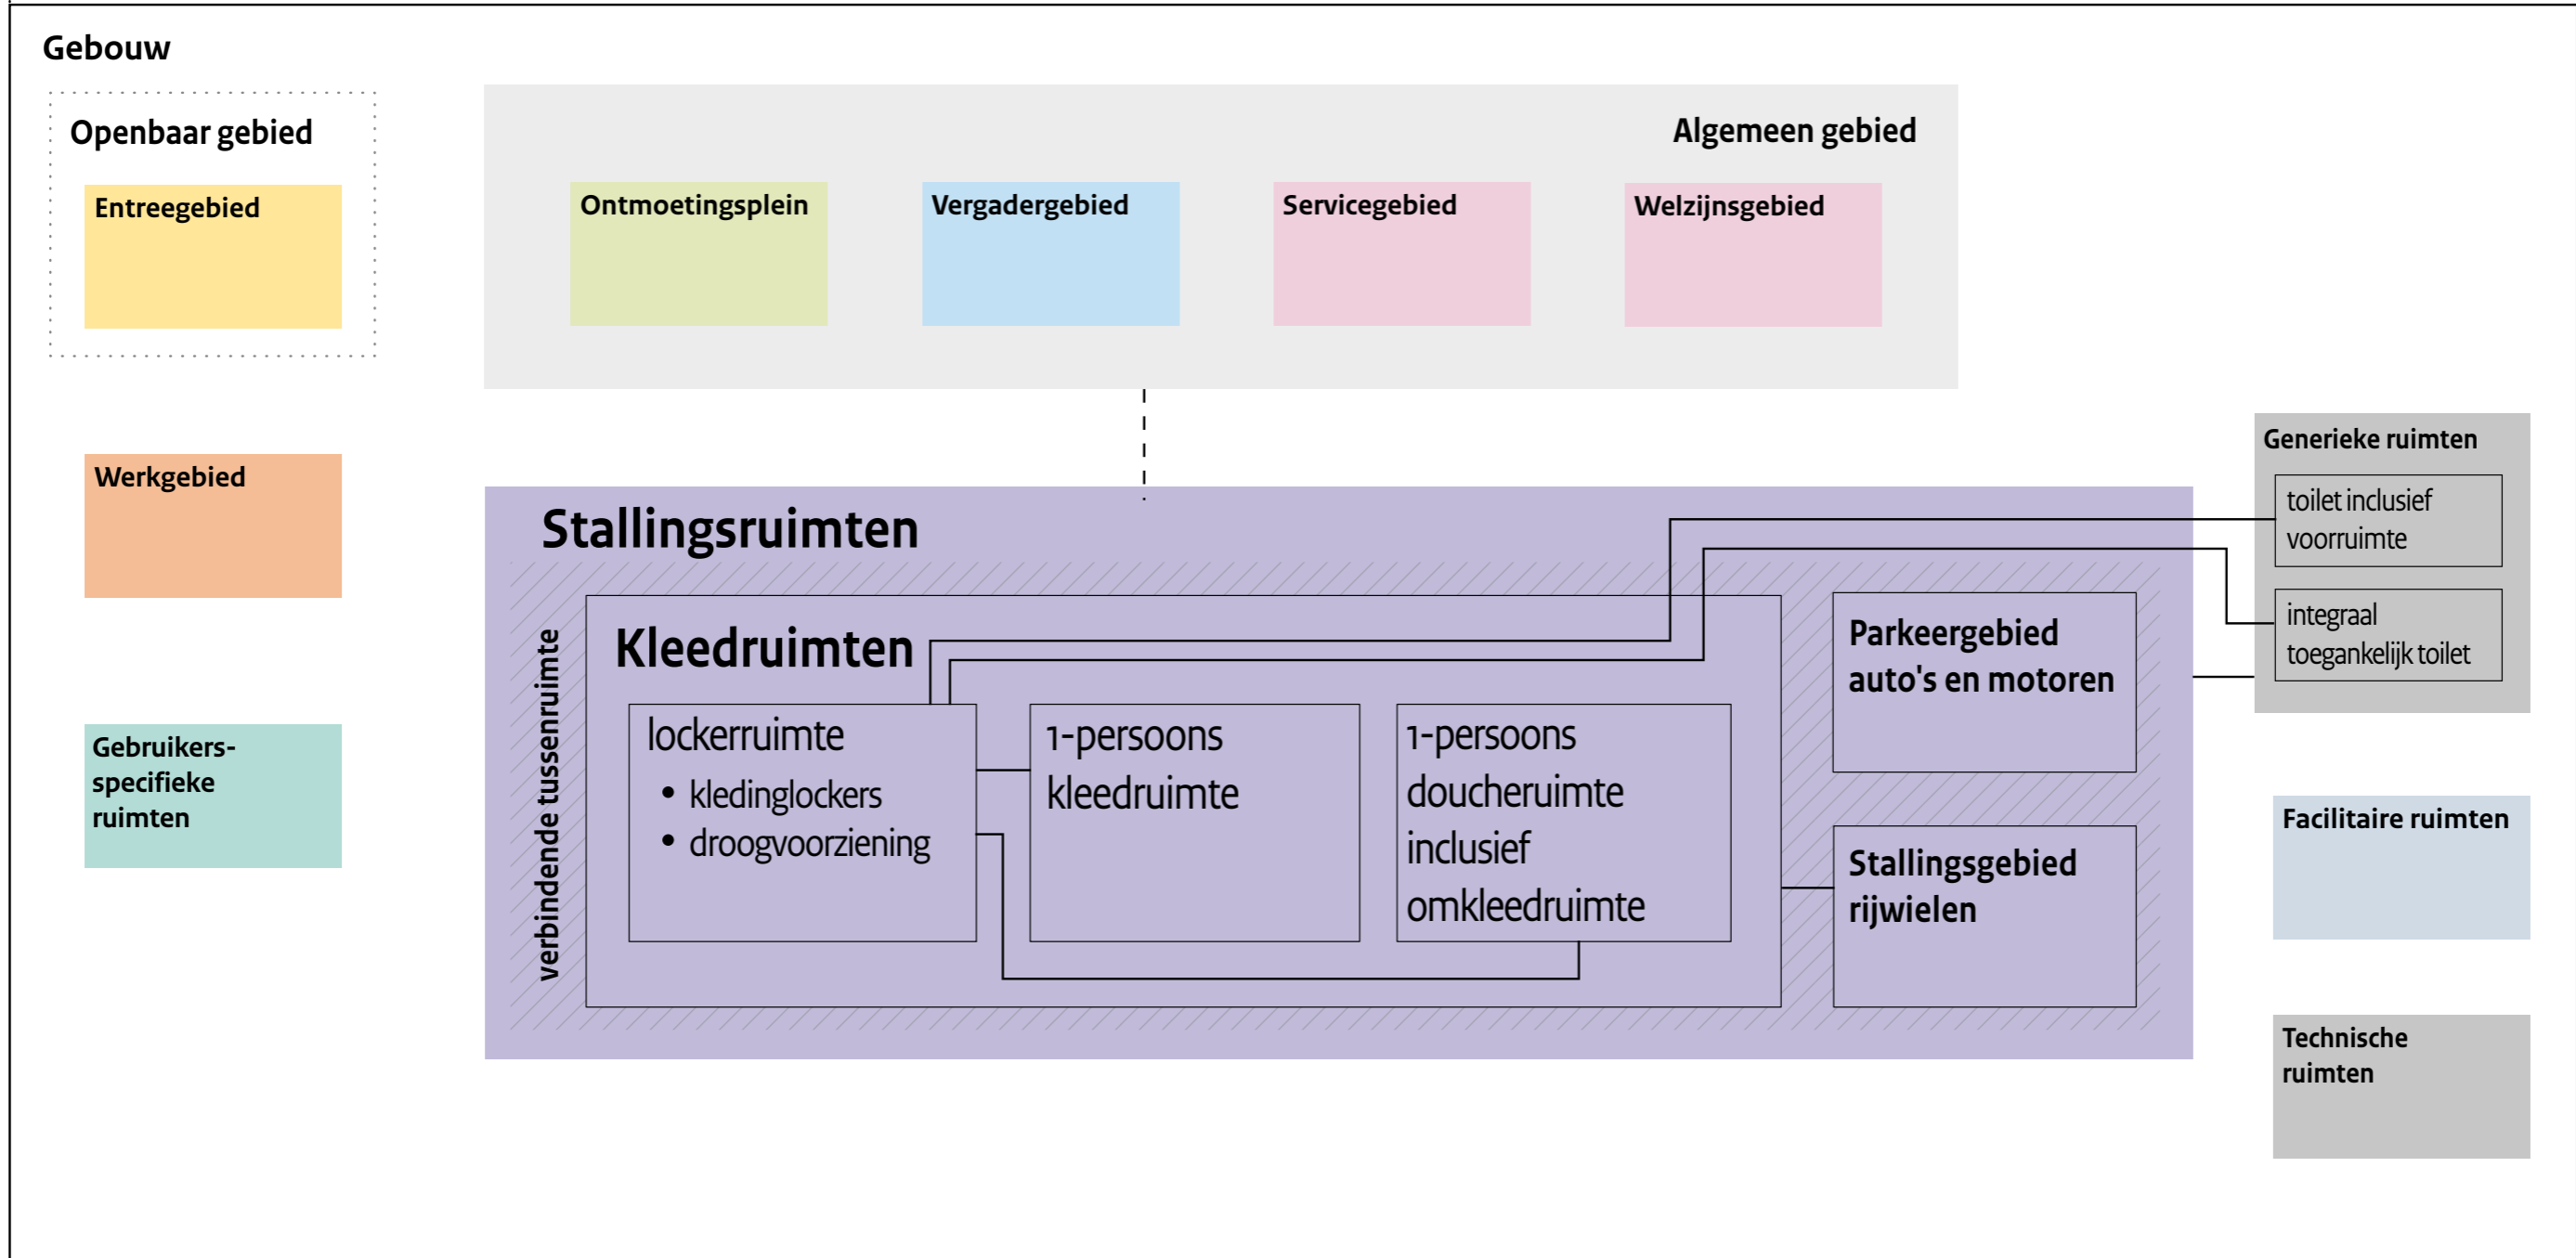 Gebouw
Openbaar gebied
Entreegebied
Algemeen gebied
Ontmoetingsplein
Vergadergebied
Servicegebied
Welzijnsgebied
Werkgebied
Gebruikers-
specifieke
ruimten
Stallingsruimten
verbindende tussenruimte
Kleedruimten
lockerruimte
• kledinglockers
• droogvoorziening
1-persoons
kleedruimte
1-persoons
doucheruimte
inclusief
omkleedruimte
Parkeergebied
auto's en motoren
Stallingsgebied
rijwielen
Generieke ruimten
toilet inclusief
voorruimte
integraal
toegankelijk toilet
Facilitaire ruimten
Technische
ruimten